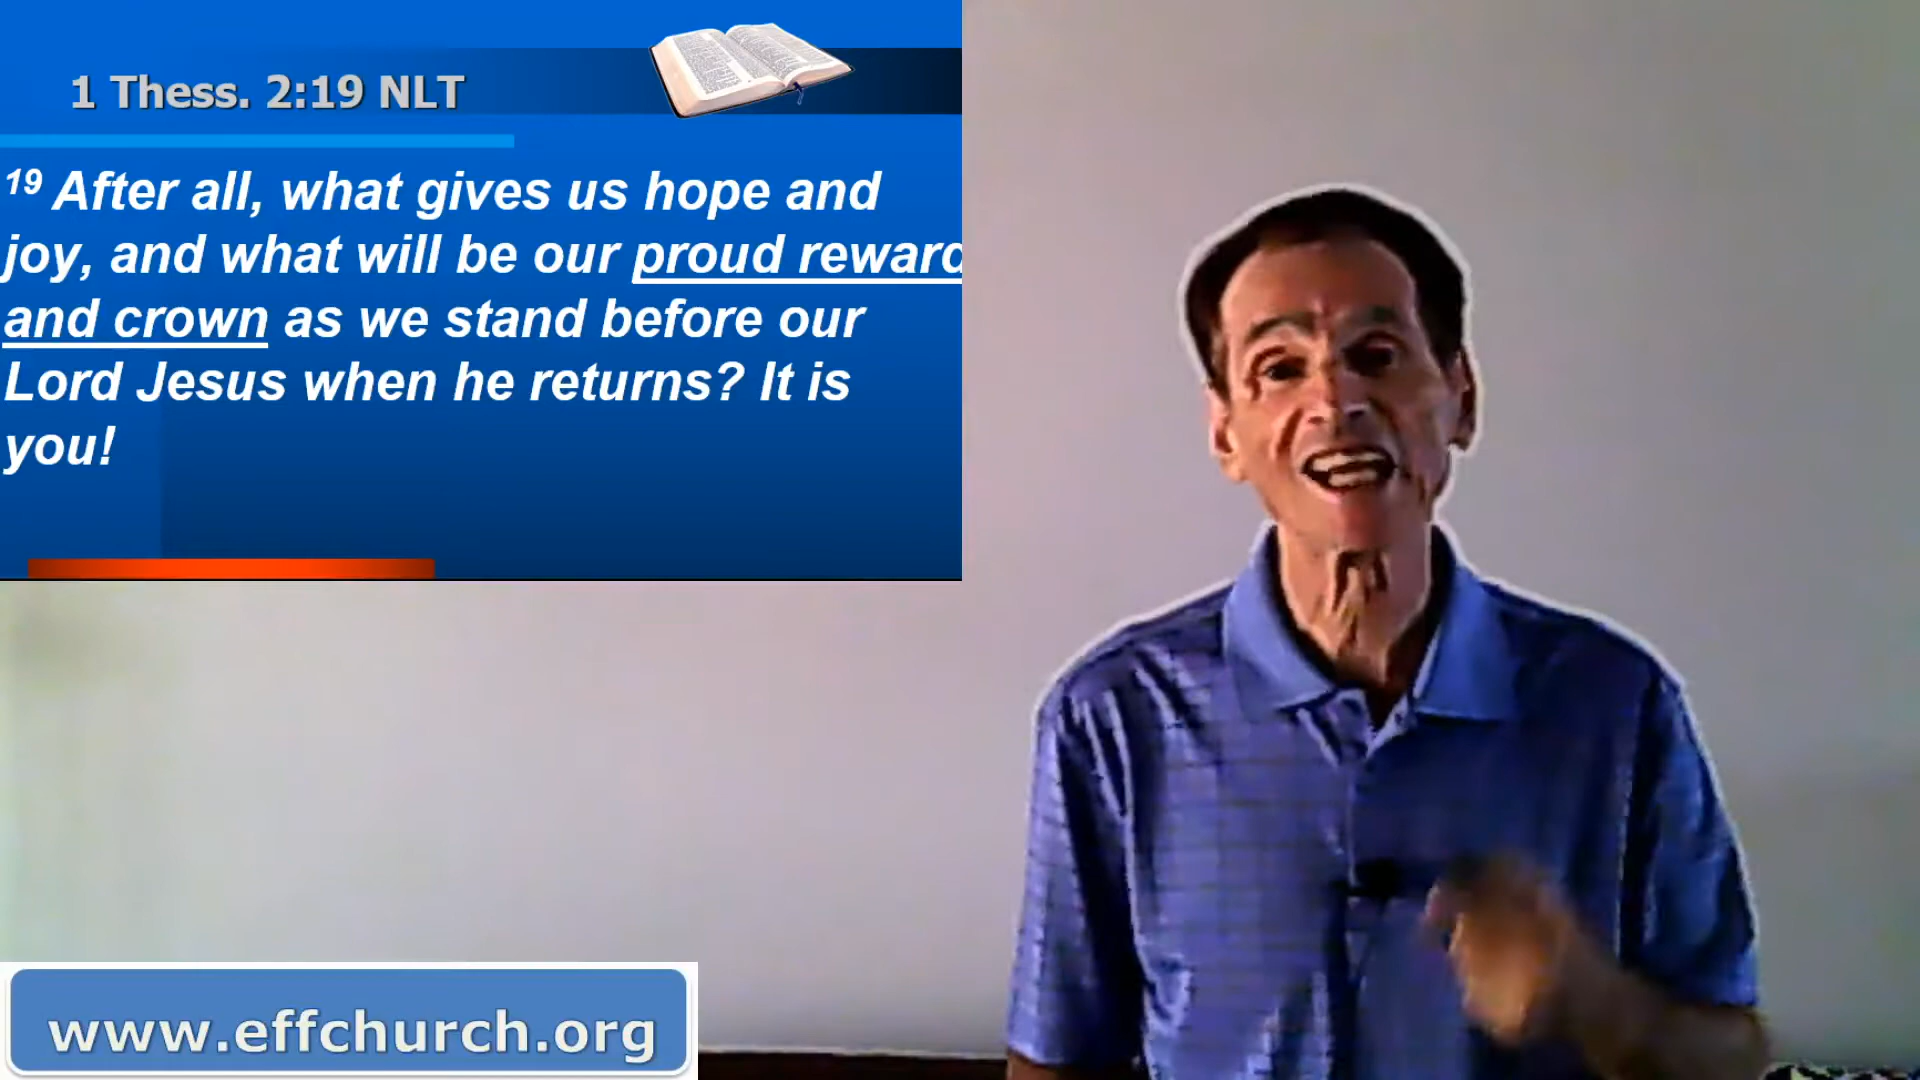 1 Thess. 2:19 NLT
19 After all, what gives us hope and
joy, and what will be our proud reward
and crown as we stand before our
Lord Jesus when he returns? It is
you!
www.effchurch.org